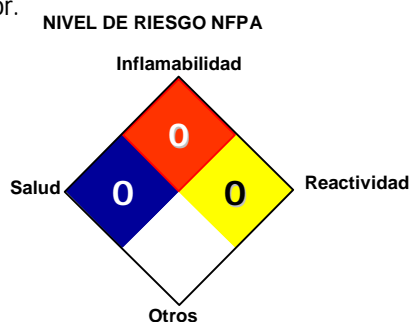 or.
NIVEL DE RIESGO NFPA
Inflamabilidad
0
Salud 0 0 Reactividad
Otros